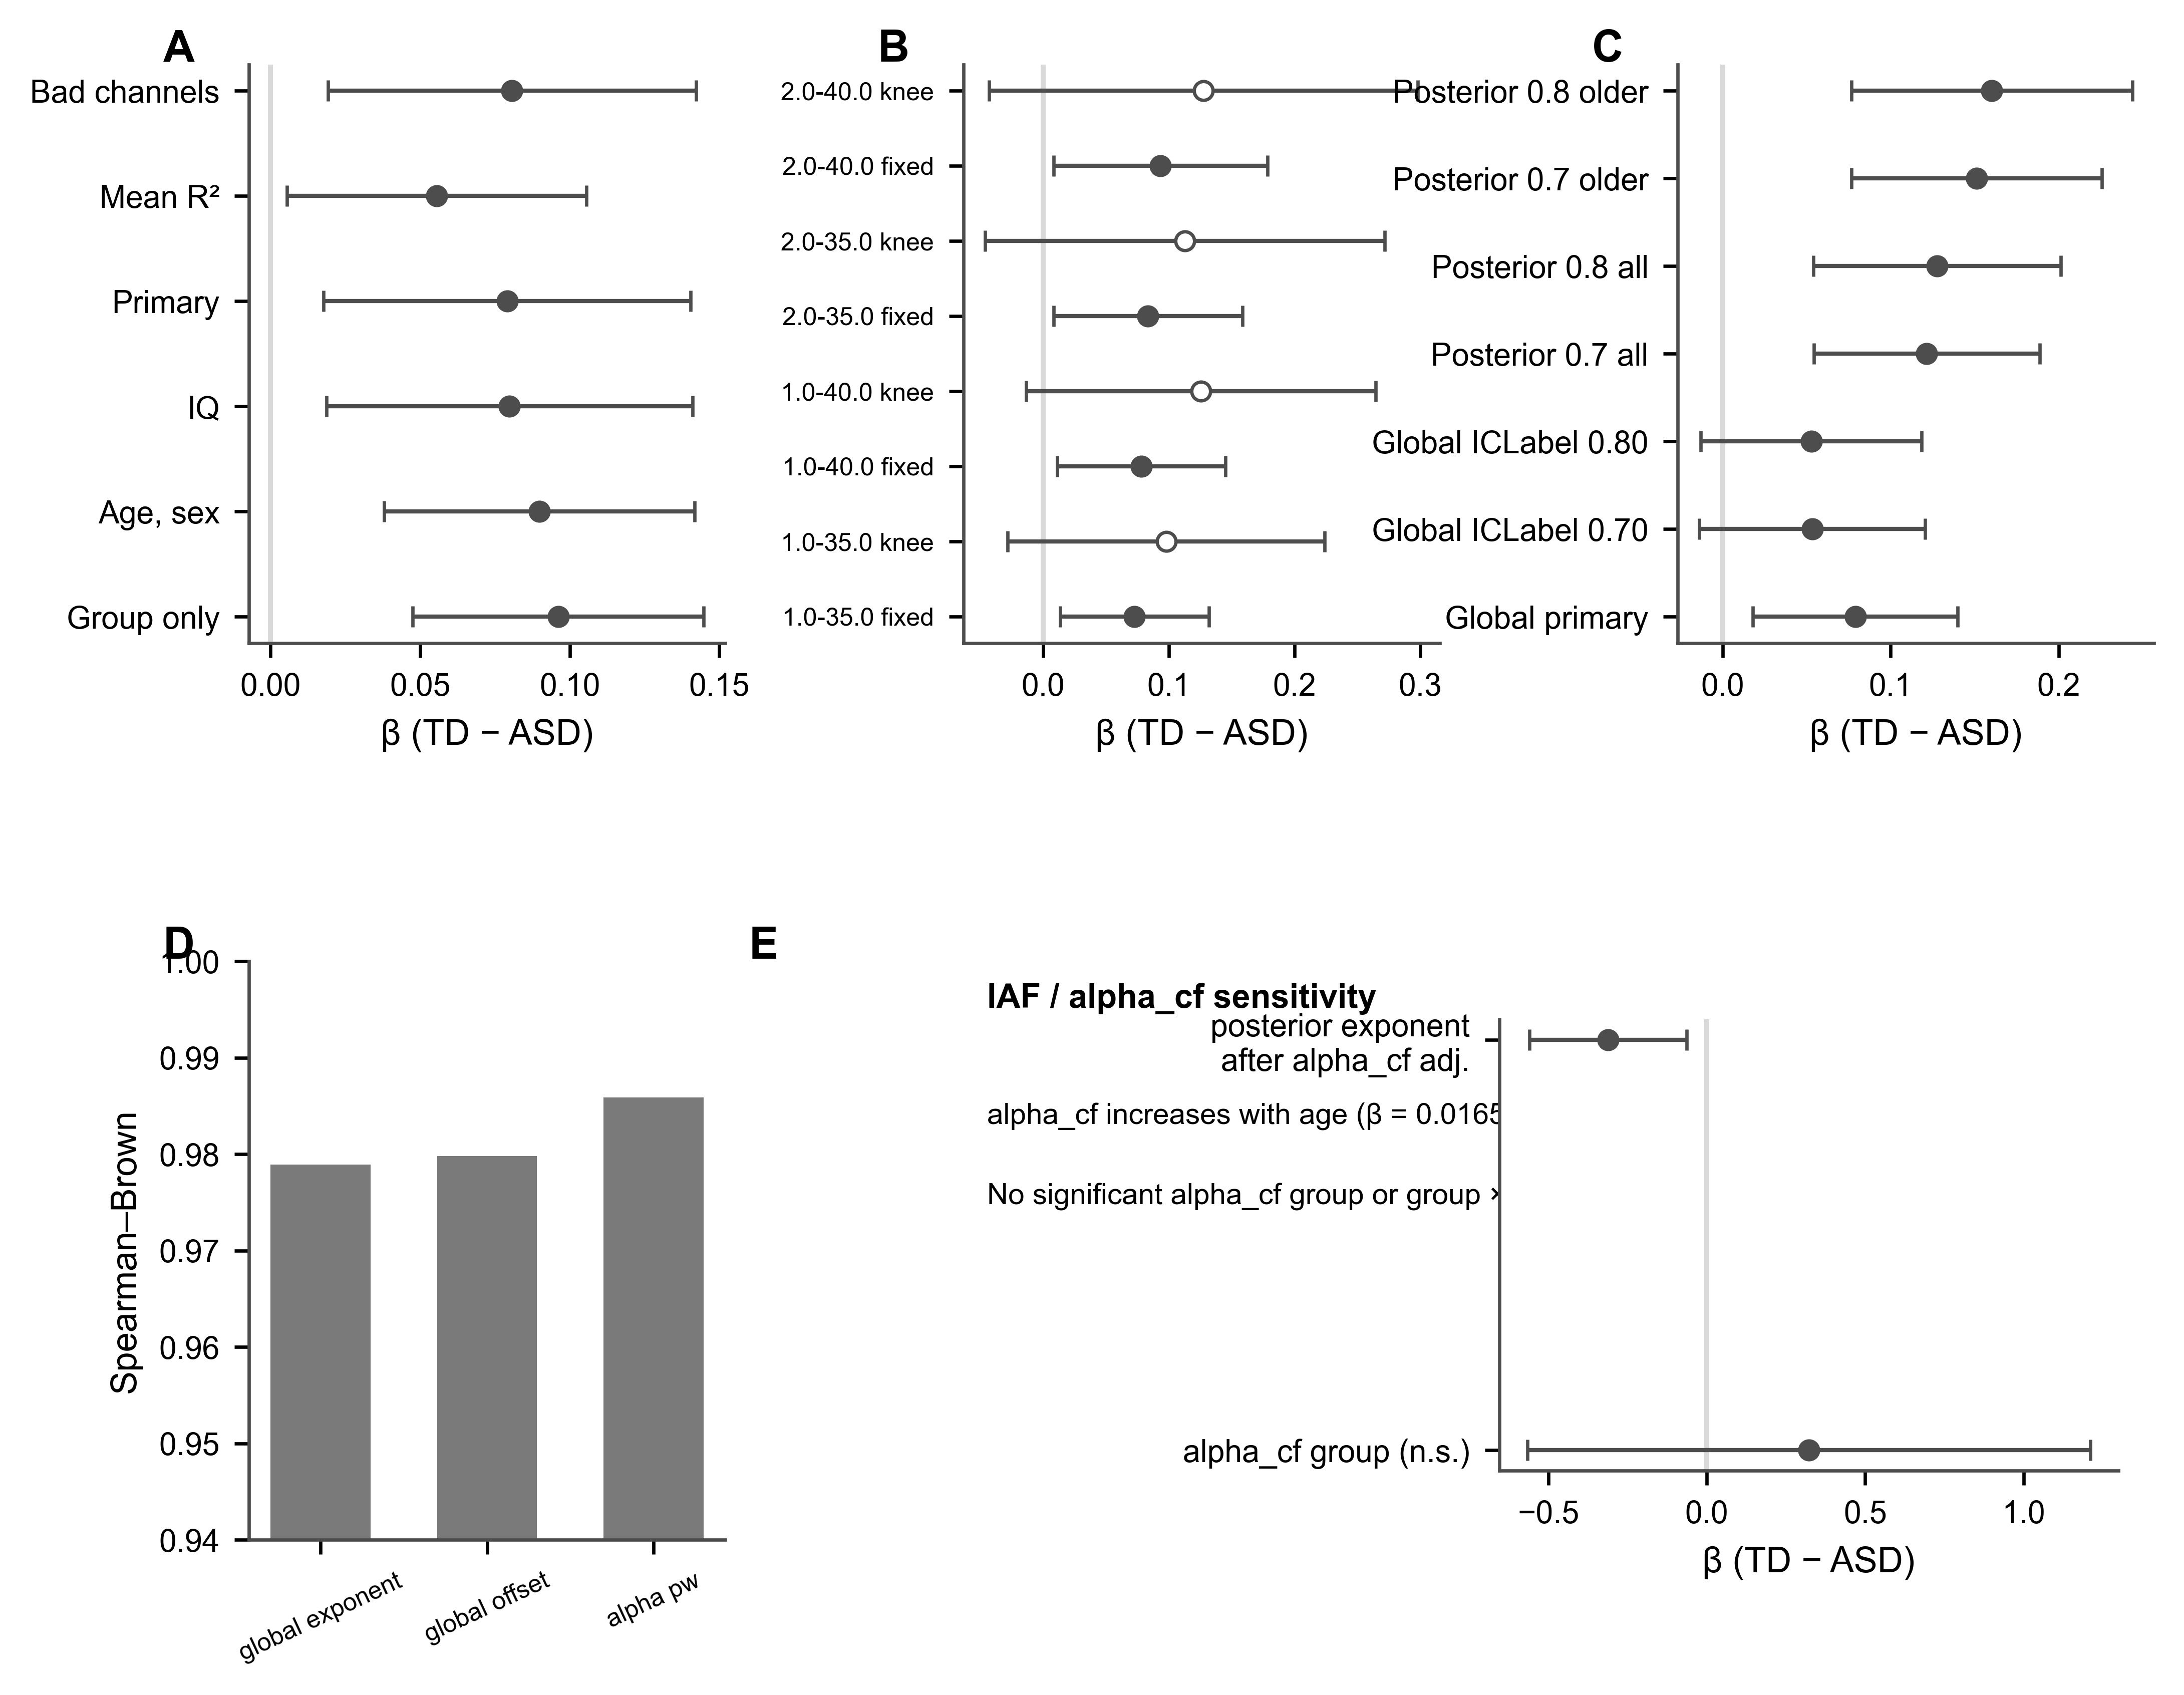 A
Bad channels
Mean R²
Primary
IQ
Age, sex
Group only
0.00 0.05 0.10 0.15
β (TD − ASD)
B
2.0-40.0 knee
2.0-40.0 fixed
2.0-35.0 knee
2.0-35.0 fixed
1.0-40.0 knee
1.0-40.0 fixed
1.0-35.0 knee
1.0-35.0 fixed
0.0 0.1 0.2 0.3
β (TD − ASD)
C
Posterior 0.8 older
Posterior 0.7 older
Posterior 0.8 all
Posterior 0.7 all
Global ICLabel 0.80
Global ICLabel 0.70
Global primary
0.0 0.1 0.2
β (TD − ASD)
D
1.00
0.99
0.98
0.97
0.96
0.95
0.94
Spearman–Brown
global exponent
global offset
alpha pw
E
IAF / alpha_cf sensitivity
posterior exponent
after alpha_cf adj.
alpha_cf increases with age (β = 0.0165
No significant alpha_cf group or group ×
alpha_cf group (n.s.)
−0.5 0.0 0.5 1.0
β (TD − ASD)